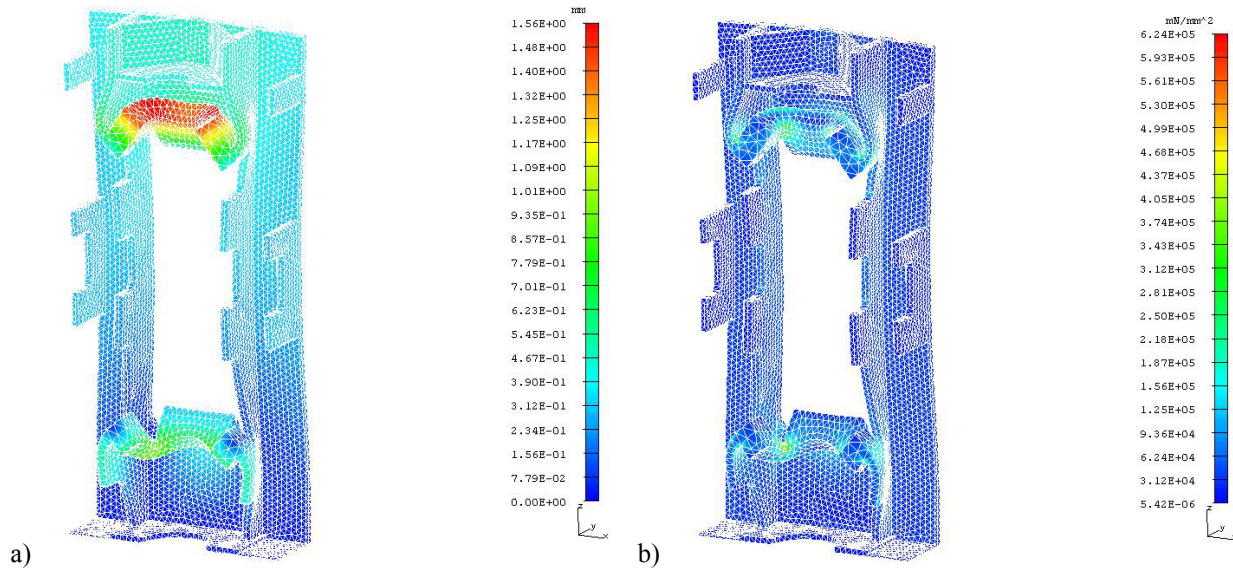 mm
1.56E+00
1.48E+00
1.40E+00
1.32E+00
1.25E+00
1.17E+00
1.09E+00
1.01E+00
9.35E-01
8.57E-01
7.79E-01
7.01E-01
6.23E-01
5.45E-01
4.67E-01
3.90E-01
3.12E-01
2.34E-01
1.56E-01
7.79E-02
0.00E+00
z
y
x
a)
mN/mm^2
6.24E+05
5.93E+05
5.61E+05
5.30E+05
4.99E+05
4.68E+05
4.37E+05
4.05E+05
3.74E+05
3.43E+05
3.12E+05
2.81E+05
2.50E+05
2.18E+05
1.87E+05
1.56E+05
1.25E+05
9.36E+04
6.24E+04
3.12E+04
5.42E-06
z
y
x
b)